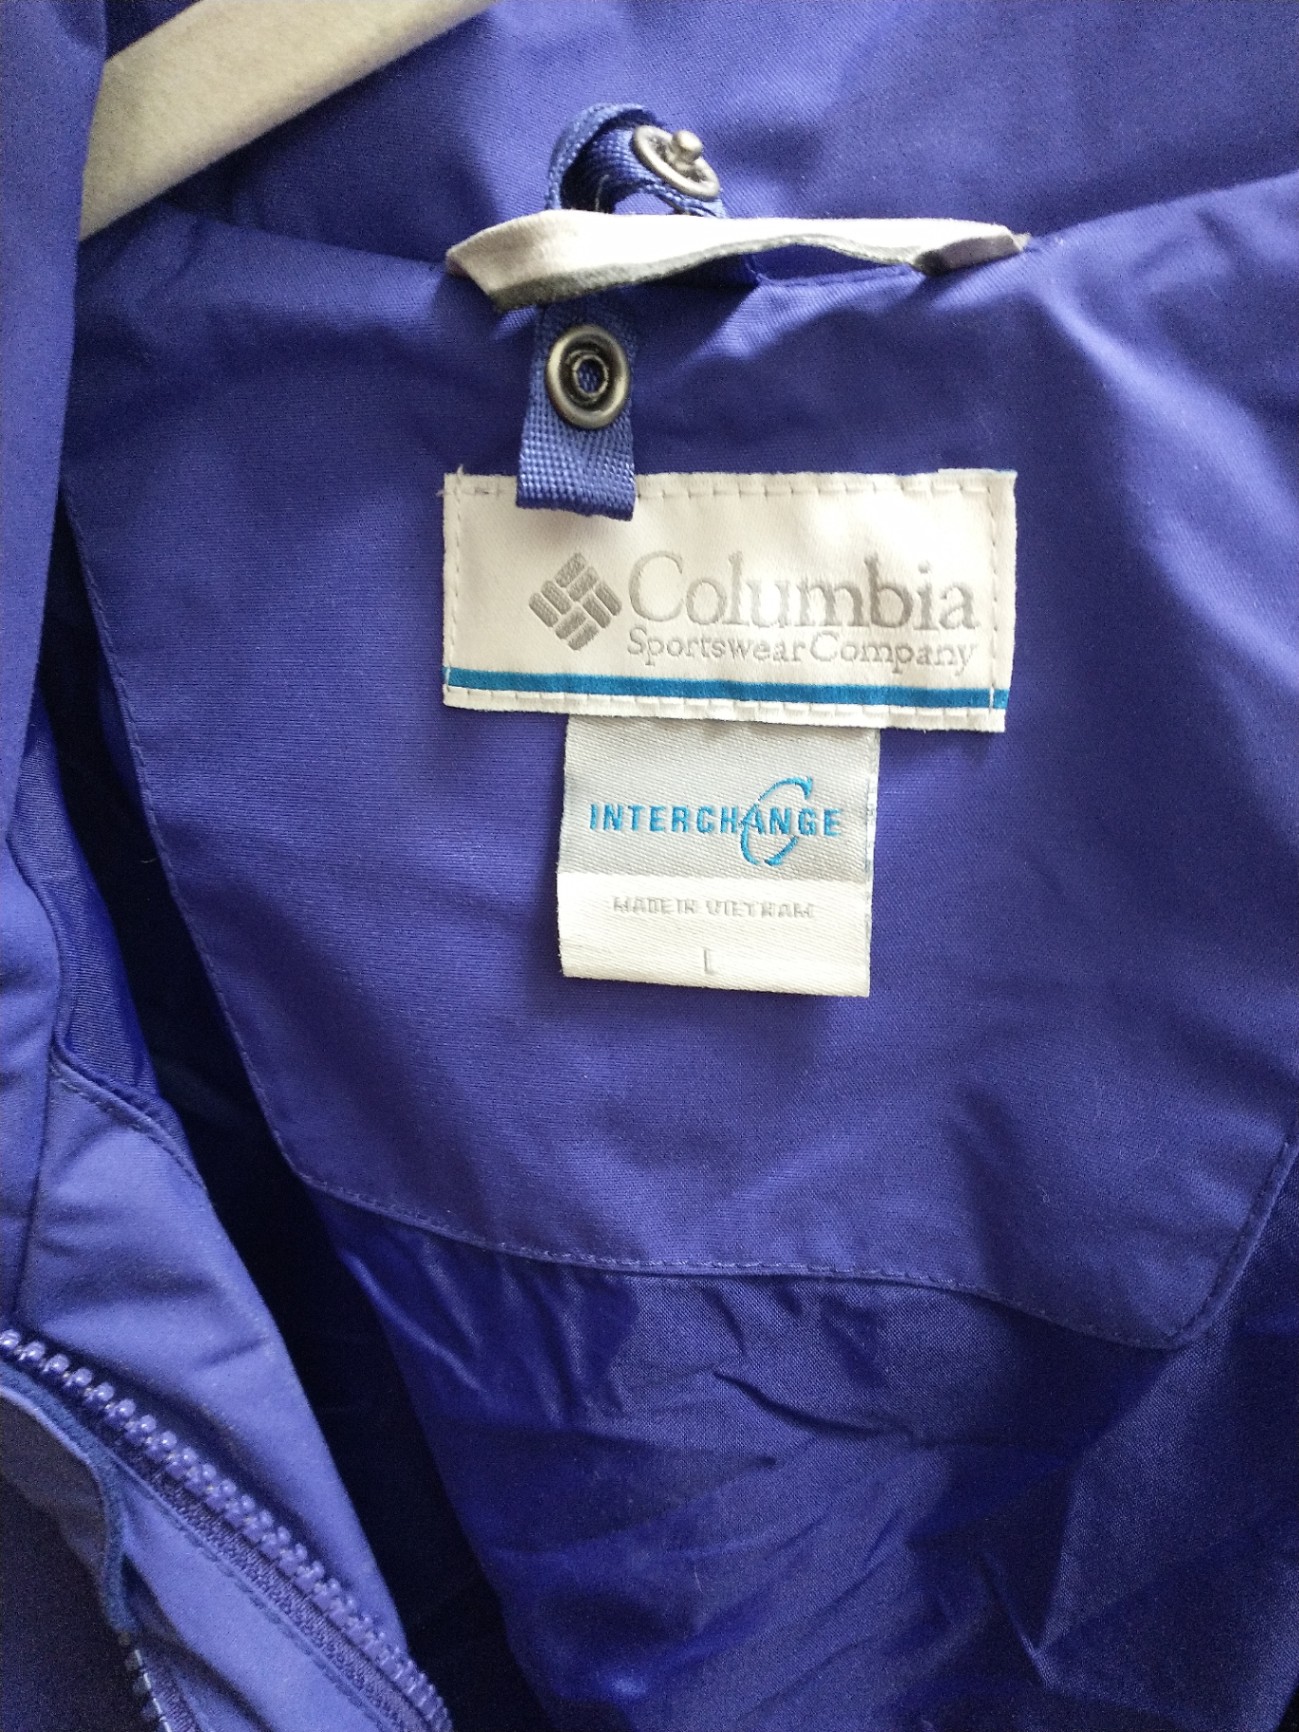 Columbia
Sportswear Company
INTERCHANGE
MADE IN VIETNAM
L